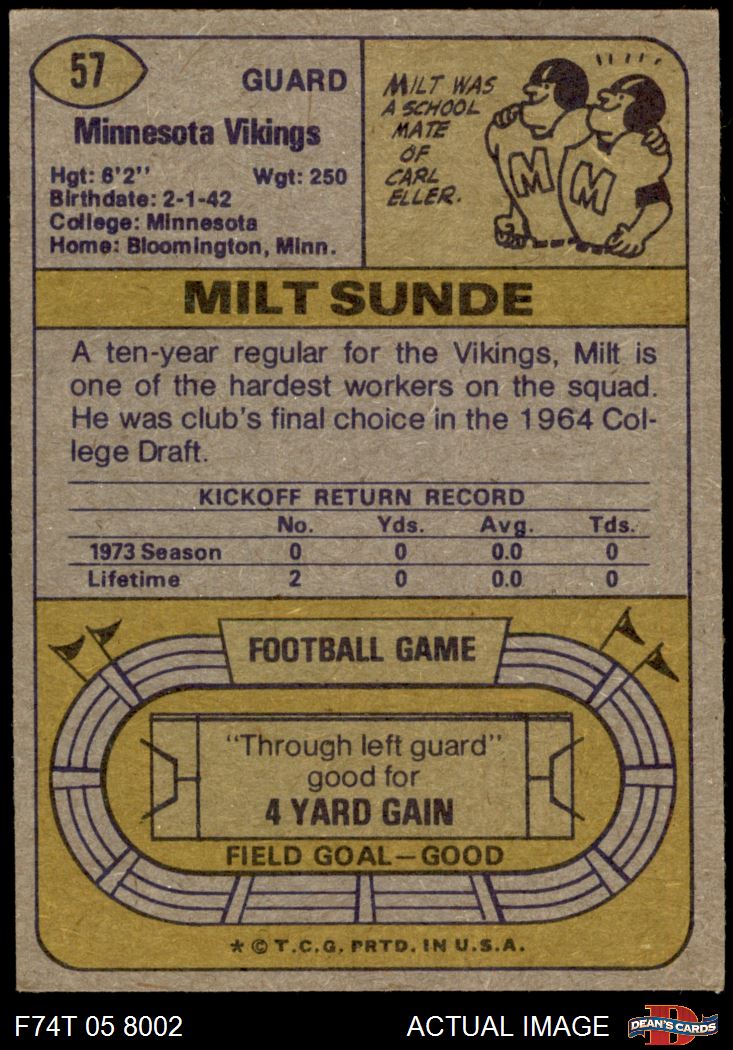 57
GUARD
Minnesota Vikings
Hgt: 6'2" Wgt: 250
Birthdate: 2-1-42
College: Minnesota
Home: Bloomington, Minn.
MILT WAS
A SCHOOL
MATE
OF
CARL
ELLER.
M M
MILT SUNDE
A ten-year regular for the Vikings, Milt is
one of the hardest workers on the squad.
He was club's final choice in the 1964 Col-
lege Draft.
KICKOFF RETURN RECORD
No. Yds. Avg. Tds.
1973 Season 0 0 0.0 0
Lifetime 2 0 0.0 0
FOOTBALL GAME
"Through left guard"
good for
4 YARD GAIN
FIELD GOAL—GOOD
* © T.C.G. PRTD. IN U.S.A.
F74T 05 8002 ACTUAL IMAGE D DEAN'S CARDS